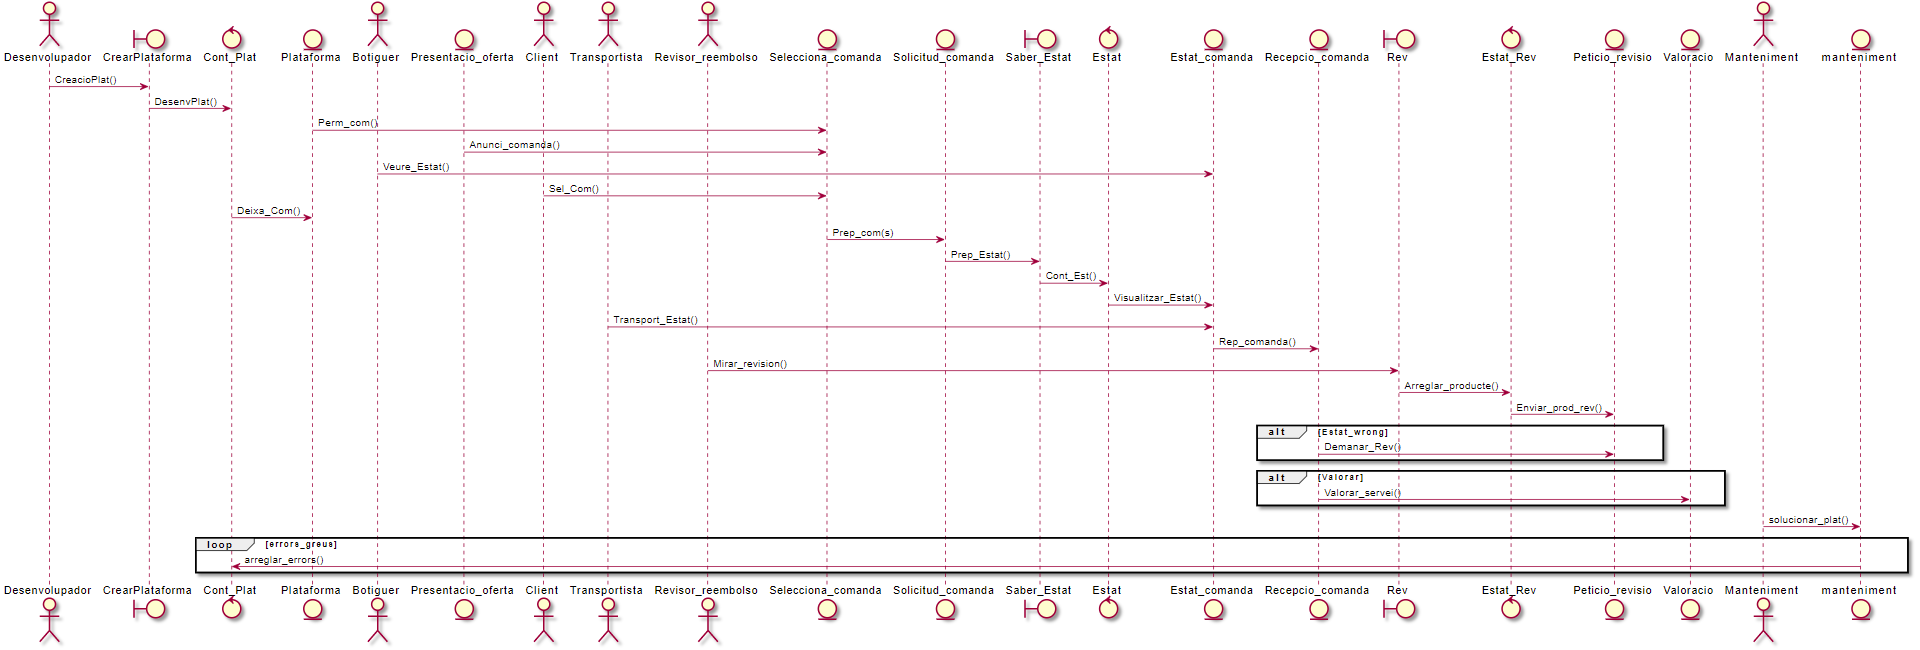 Desenvolupador CrearPlataforma Cont_Plat Plataforma Botiguer Presentacio_oferta Client Transportista Revisor_reembolso Selecciona_comanda Solicitud_comanda Saber_Estat Estat Estat_comanda Recepcio_comanda Rev Estat_Rev Peticio_revisio Valoracio Manteniment manteniment
CreacioPlat()
DesenvPlat()
Perm_com()
Anunci_comanda()
Veure_Estat()
Sel_Com()
Deixa_Com()
Prep_com(s)
Prep_Estat()
Cont_Est()
Visualitzar_Estat()
Transport_Estat()
Rep_comanda()
Mirar_revision()
Arreglar_producte()
Enviar_prod_rev()
alt [Estat_wrong]
Demanar_Rev()
alt [Valorar]
Valorar_servei()
solucionar_plat()
loop [errors_greus]
arreglar_errors()
Desenvolupador CrearPlataforma Cont_Plat Plataforma Botiguer Presentacio_oferta Client Transportista Revisor_reembolso Selecciona_comanda Solicitud_comanda Saber_Estat Estat Estat_comanda Recepcio_comanda Rev Estat_Rev Peticio_revisio Valoracio Manteniment manteniment